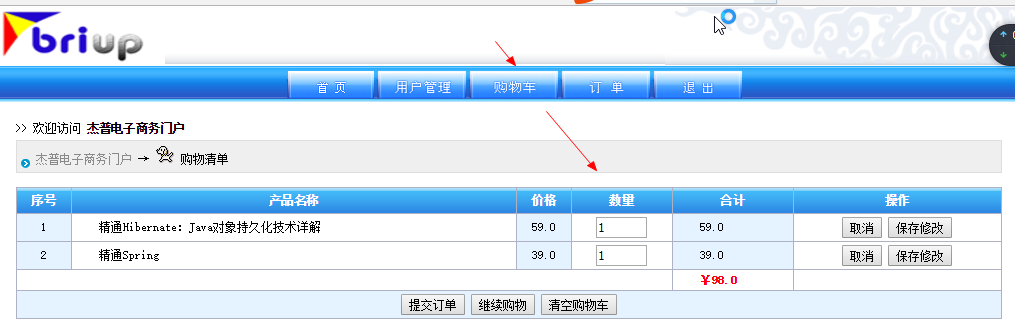 briup
首 页 用户管理 购物车 订 单 退 出
>> 欢迎访问 杰普电子商务门户
杰普电子商务门户 → 购物清单
序号 产品名称 价格 数量 合计 操作
1 精通Hibernate：Java对象持久化技术详解 59.0 1 59.0 取消 保存修改
2 精通Spring 39.0 1 39.0 取消 保存修改
￥98.0
提交订单 继续购物 清空购物车